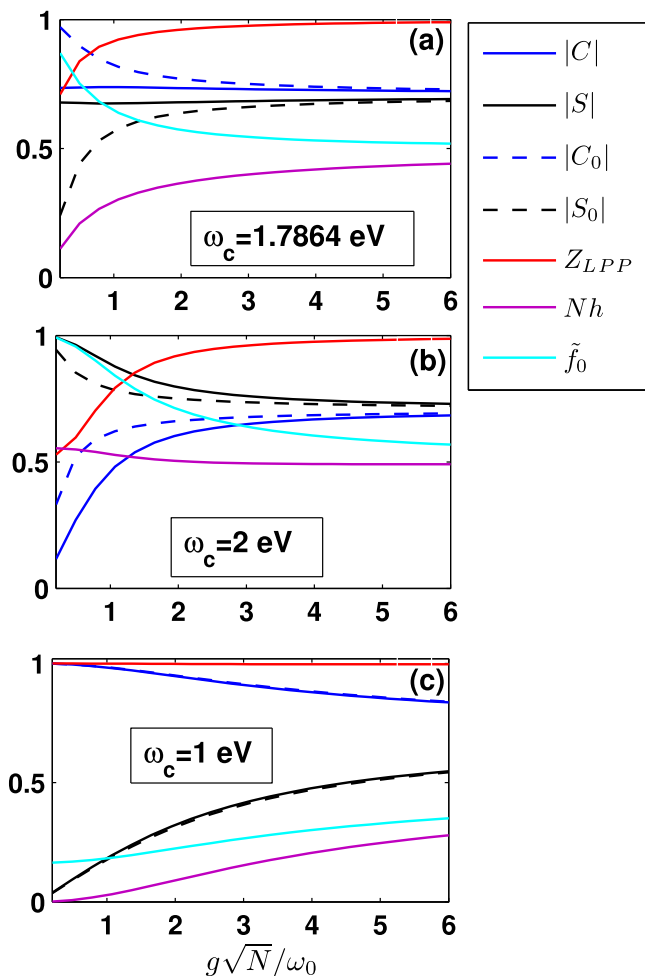 1
(a)
0.5
ω_c=1.7864 eV
0
1 2 3 4 5 6
|C|
|S|
|C_0|
|S_0|
Z_{LPP}
Nh
f̃_0
1
(b)
0.5
ω_c=2 eV
0
1 2 3 4 5 6
1
(c)
ω_c=1 eV
0.5
0
1 2 3 4 5 6
g√N/ω_0